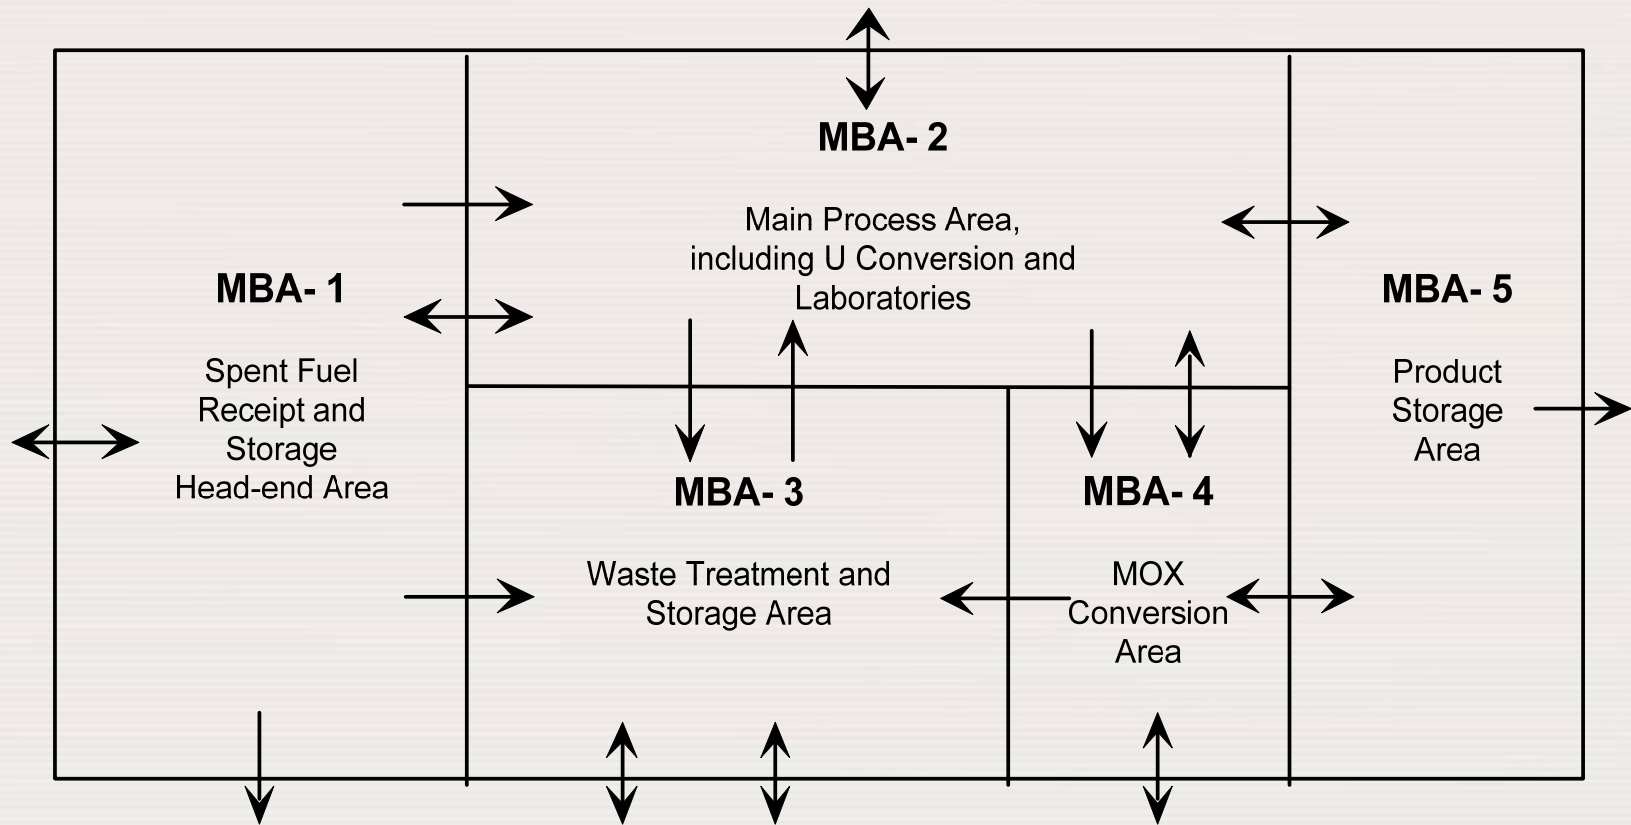 MBA- 1
Spent Fuel
Receipt and
Storage
Head-end Area
MBA- 2
Main Process Area,
including U Conversion and
Laboratories
MBA- 3
Waste Treatment and
Storage Area
MBA- 4
MOX
Conversion
Area
MBA- 5
Product
Storage
Area